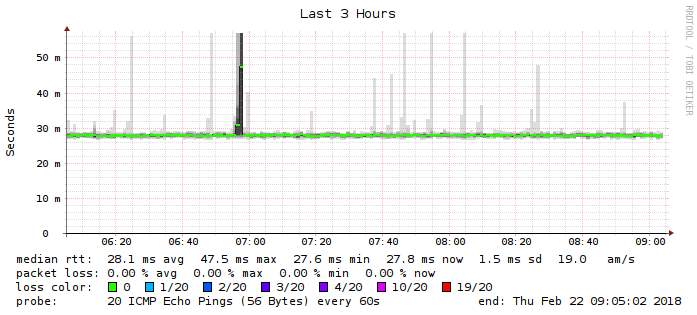 Last 3 Hours
RRDTOOL / TOBI OETIKER
Seconds
50 m
40 m
30 m
20 m
10 m
0
06:20 06:40 07:00 07:20 07:40 08:00 08:20 08:40 09:00
median rtt: 28.1 ms avg 47.5 ms max 27.6 ms min 27.8 ms now 1.5 ms sd 19.0 am/s
packet loss: 0.00 % avg 0.00 % max 0.00 % min 0.00 % now
loss color: 0 1/20 2/20 3/20 4/20 10/20 19/20
probe: 20 ICMP Echo Pings (56 Bytes) every 60s end: Thu Feb 22 09:05:02 2018